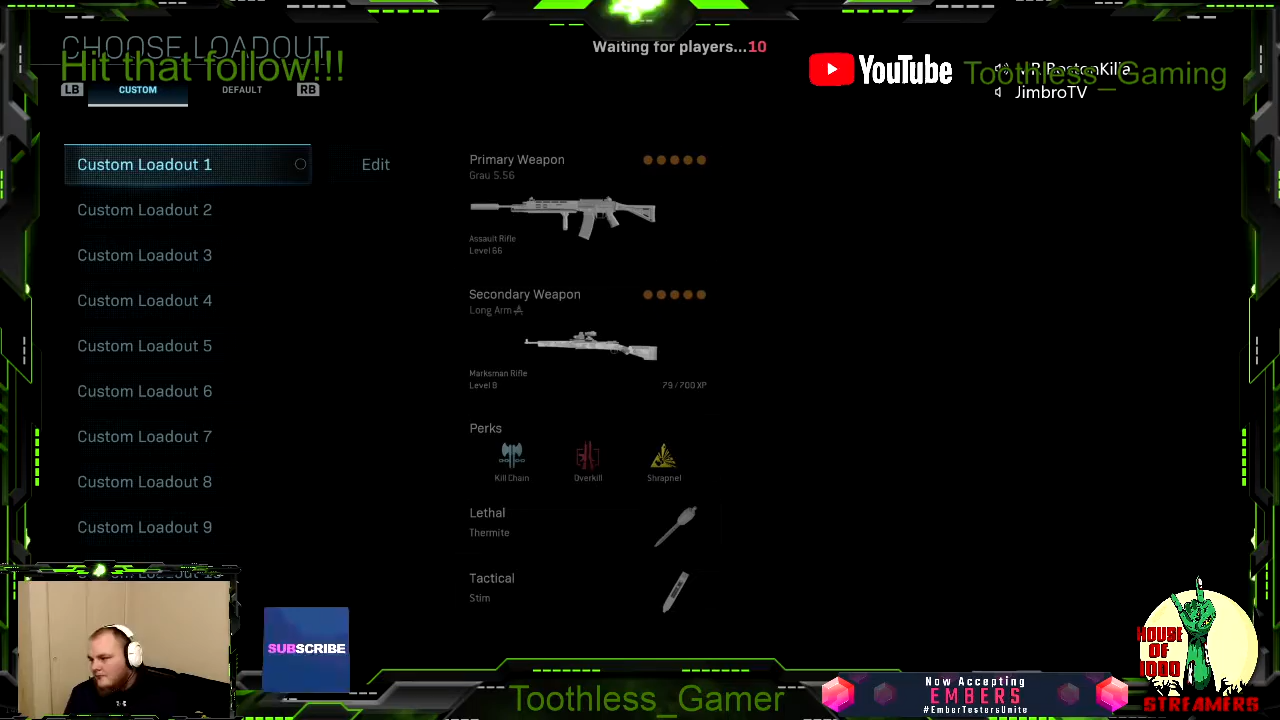 CHOOSE LOADOUT
Hit that follow!!!
LB
CUSTOM
DEFAULT
RB
Waiting for players...10
YouTube
Toothless_Gaming
JimbroTV
Custom Loadout 1
Edit
Custom Loadout 2
Custom Loadout 3
Custom Loadout 4
Custom Loadout 5
Custom Loadout 6
Custom Loadout 7
Custom Loadout 8
Custom Loadout 9
Primary Weapon
Grau 5.56
Assault Rifle
Level 66
Secondary Weapon
Long Arm
Marksman Rifle
Level 8
79 / 700 XP
Perks
Kill Chain
Overkill
Shrapnel
Lethal
Thermite
Tactical
Stim
SUBSCRIBE
Toothless_Gamer
Now Accepting
EMBERS
#EmberTestersUnite
HOUSE
OF
1000
STREAMERS